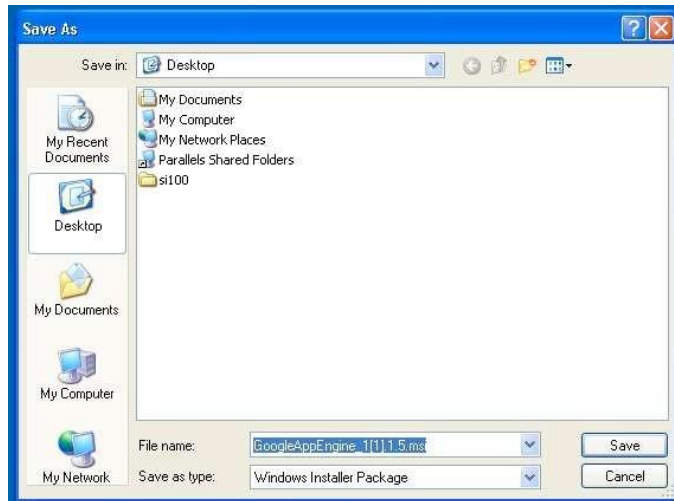 Save As
Save in: Desktop
My Recent
Documents
Desktop
My Documents
My Computer
My Network
My Documents
My Computer
My Network Places
Parallels Shared Folders
si100
File name: GoogleAppEngine_1[1].1.5.msi Save
Save as type: Windows Installer Package Cancel